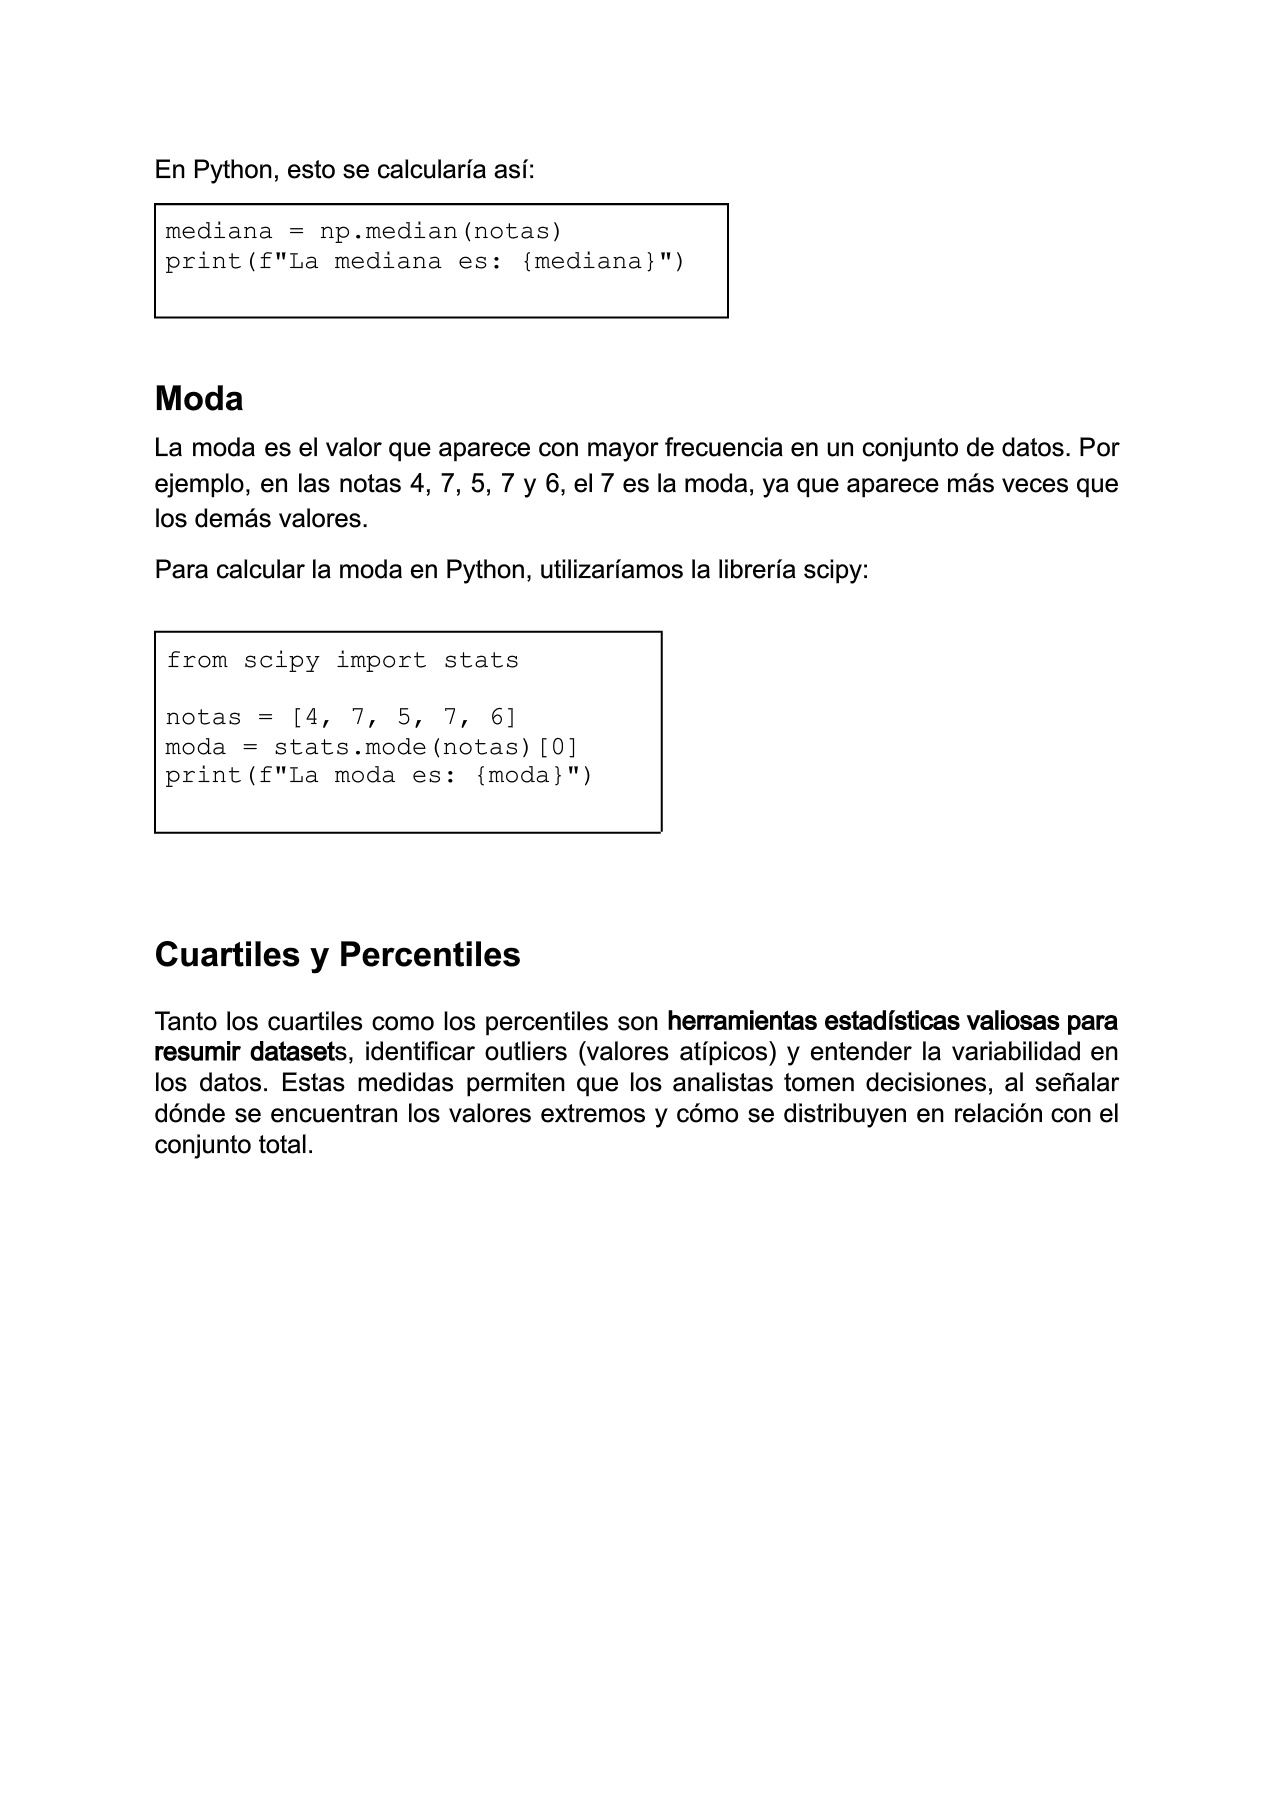 En Python, esto se calcularía así:
mediana = np.median(notas)
print(f"La mediana es: {mediana}")
Moda
La moda es el valor que aparece con mayor frecuencia en un conjunto de datos. Por
ejemplo, en las notas 4, 7, 5, 7 y 6, el 7 es la moda, ya que aparece más veces que
los demás valores.
Para calcular la moda en Python, utilizaríamos la librería scipy:
from scipy import stats
notas = [4, 7, 5, 7, 6]
moda = stats.mode(notas)[0]
print(f"La moda es: {moda}")
Cuartiles y Percentiles
Tanto los cuartiles como los percentiles son herramientas estadísticas valiosas para
resumir datasets, identificar outliers (valores atípicos) y entender la variabilidad en
los datos. Estas medidas permiten que los analistas tomen decisiones, al señalar
dónde se encuentran los valores extremos y cómo se distribuyen en relación con el
conjunto total.